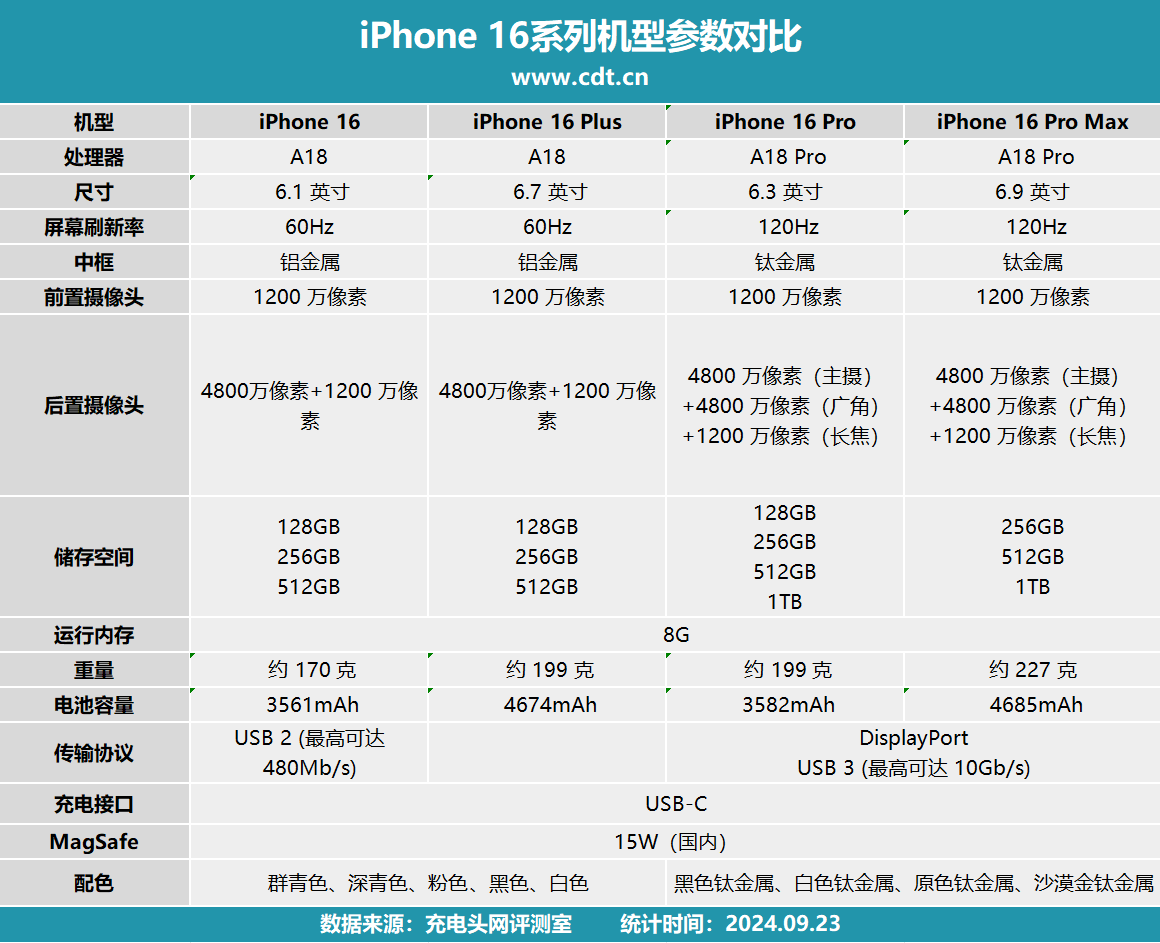 iPhone 16系列机型参数对比
www.cdt.cn
机型 iPhone 16 iPhone 16 Plus iPhone 16 Pro iPhone 16 Pro Max
处理器 A18 A18 A18 Pro A18 Pro
尺寸 6.1 英寸 6.7 英寸 6.3 英寸 6.9 英寸
屏幕刷新率 60Hz 60Hz 120Hz 120Hz
中框 铝金属 铝金属 钛金属 钛金属
前置摄像头 1200 万像素 1200 万像素 1200 万像素 1200 万像素
后置摄像头
4800万像素+1200 万像
素
4800万像素+1200 万像
素
4800 万像素（主摄）
+4800 万像素（广角）
+1200 万像素（长焦）
4800 万像素（主摄）
+4800 万像素（广角）
+1200 万像素（长焦）
储存空间
128GB
256GB
512GB
128GB
256GB
512GB
128GB
256GB
512GB
1TB
256GB
512GB
1TB
运行内存 8G
重量 约 170 克 约 199 克 约 199 克 约 227 克
电池容量 3561mAh 4674mAh 3582mAh 4685mAh
传输协议
USB 2 (最高可达
480Mb/s)
DisplayPort
USB 3 (最高可达 10Gb/s)
充电接口 USB-C
MagSafe 15W（国内）
配色 群青色、深青色、粉色、黑色、白色 黑色钛金属、白色钛金属、原色钛金属、沙漠金钛金属
数据来源：充电头网评测室 统计时间：2024.09.23